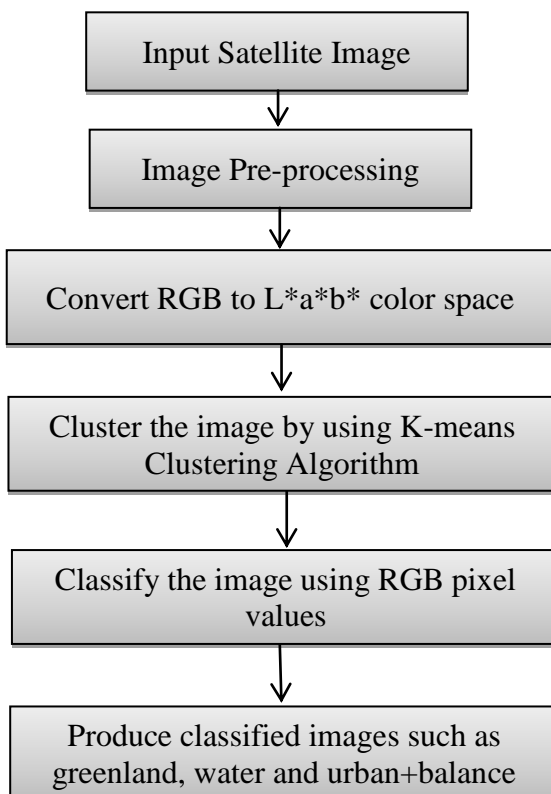 Input Satellite Image
Image Pre-processing
Convert RGB to L*a*b* color space
Cluster the image by using K-means
Clustering Algorithm
Classify the image using RGB pixel
values
Produce classified images such as
greenland, water and urban+balance